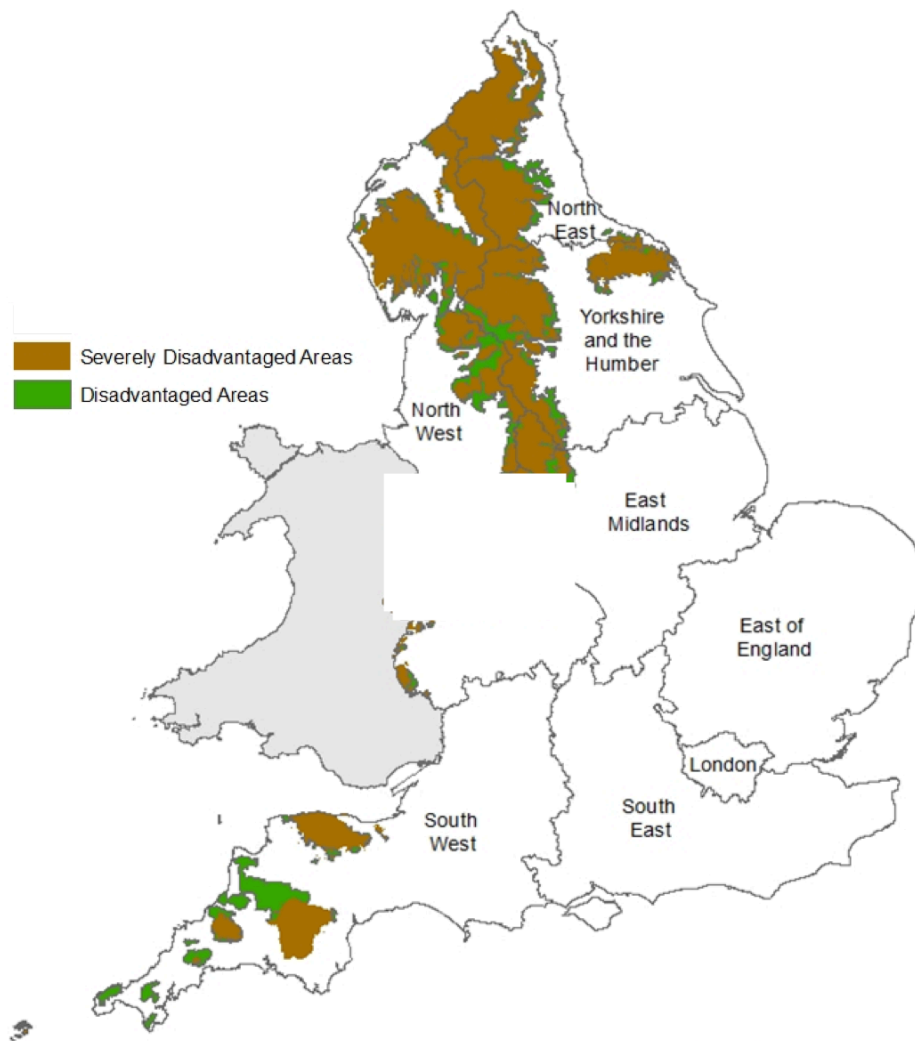 North
East
Yorkshire
and the
Humber
Severely Disadvantaged Areas
Disadvantaged Areas
North
West
East
Midlands
East of
England
London
South
West
South
East